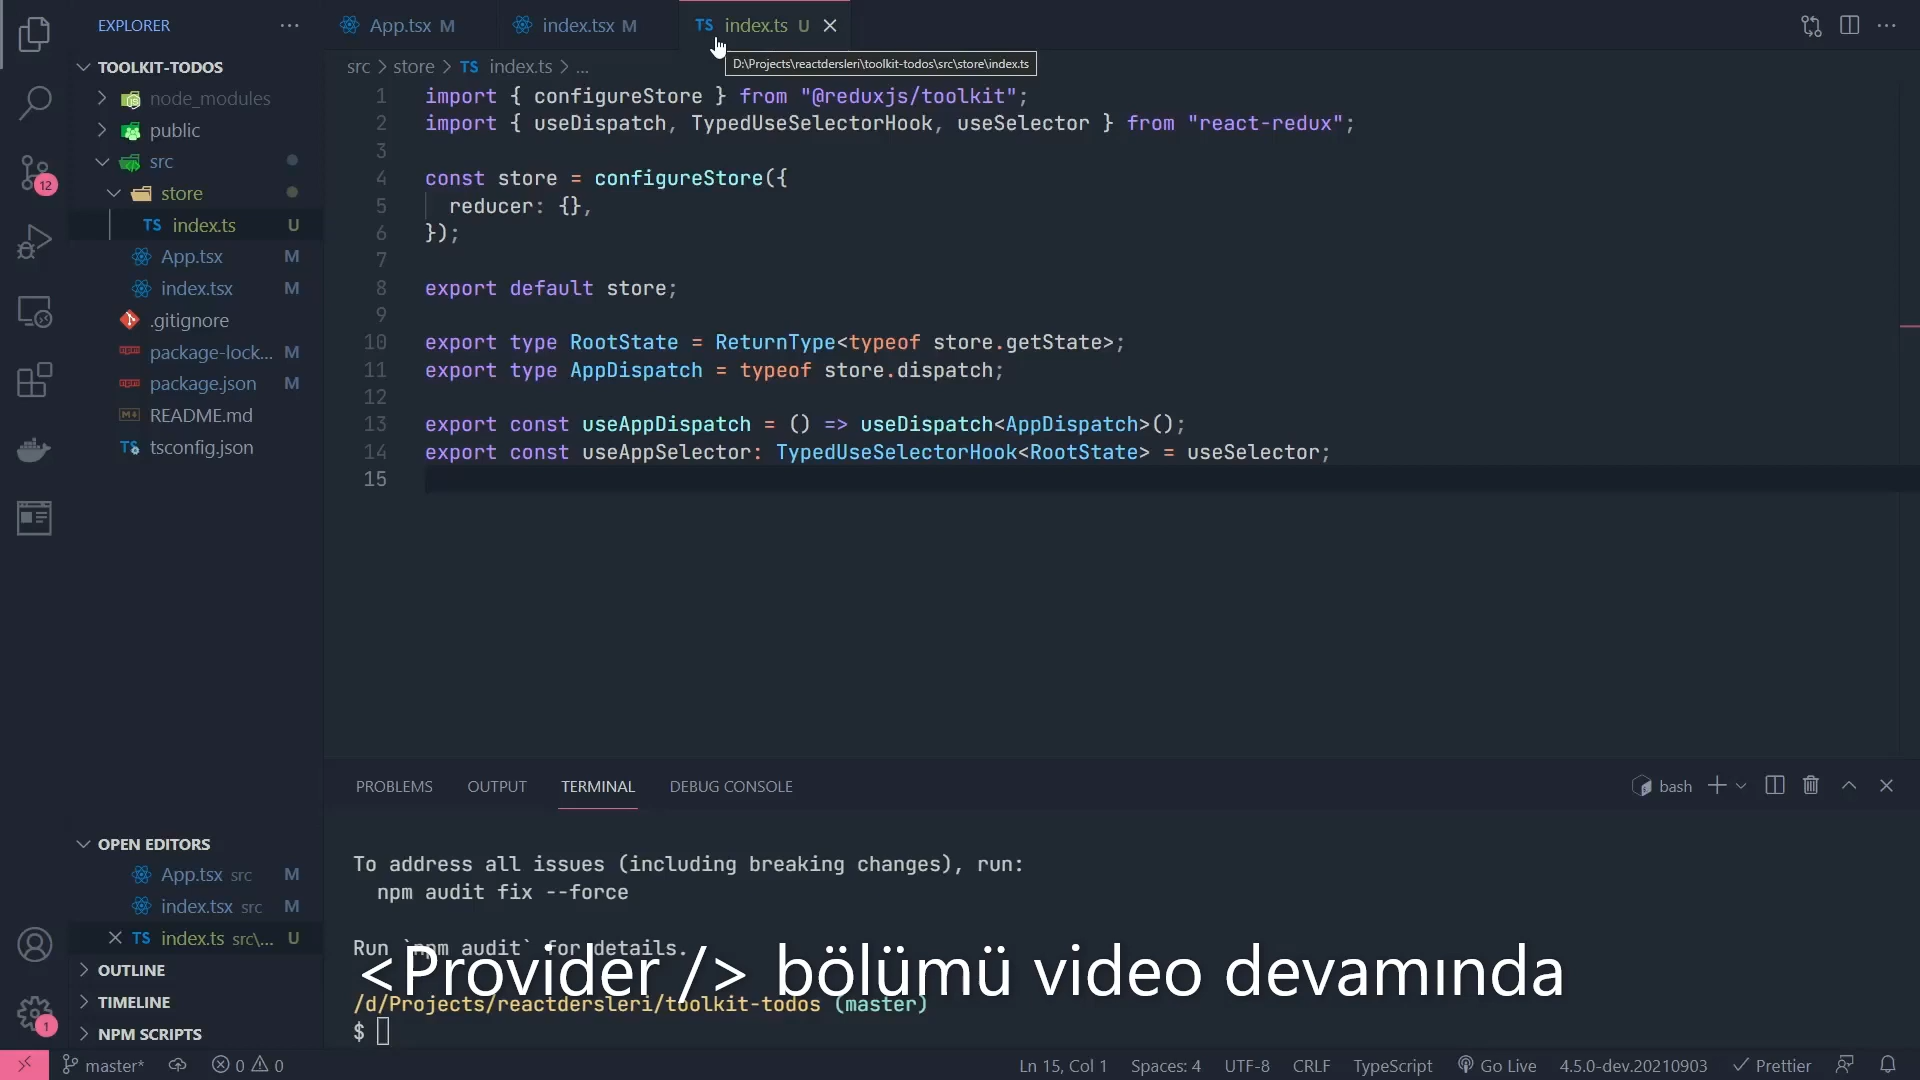 EXPLORER
TOOLKIT-TODOS
node_modules
public
src
store
TS index.ts U
App.tsx M
index.tsx M
.gitignore
package-lock... M
package.json M
README.md
tsconfig.json
12
OPEN EDITORS
App.tsx src M
index.tsx src M
TS index.ts src\... U
OUTLINE
TIMELINE
NPM SCRIPTS
1
App.tsx M
index.tsx M
TS index.ts U
src > store > TS index.ts > ...
D:\Projects\reactdersleri\toolkit-todos\src\store\index.ts
1 import { configureStore } from "@reduxjs/toolkit";
2 import { useDispatch, TypedUseSelectorHook, useSelector } from "react-redux";
3
4 const store = configureStore({
5 reducer: {},
6 });
7
8 export default store;
9
10 export type RootState = ReturnType<typeof store.getState>;
11 export type AppDispatch = typeof store.dispatch;
12
13 export const useAppDispatch = () => useDispatch<AppDispatch>();
14 export const useAppSelector: TypedUseSelectorHook<RootState> = useSelector;
15
PROBLEMS OUTPUT TERMINAL DEBUG CONSOLE
bash
To address all issues (including breaking changes), run:
npm audit fix --force
Run `npm audit` for details.
<Provider /> bölümü video devamında
/d/Projects/reactdersleri/toolkit-todos (master)
$
master* 0 0 Ln 15, Col 1 Spaces: 4 UTF-8 CRLF TypeScript Go Live 4.5.0-dev.20210903 Prettier